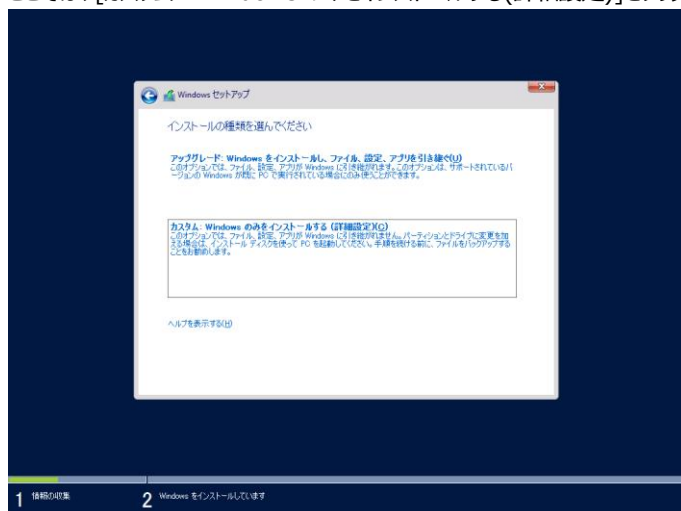 Windows セットアップ
インストールの種類を選んでください
アップグレード: Windows をインストールし、ファイル、設定、アプリを引き継ぐ(U)
このオプションでは、ファイル、設定、アプリが Windows に引き継がれます。このオプションは、サポートされているバ
ージョンの Windows が既に PC で実行されている場合にのみ使うことができます。
カスタム: Windows のみをインストールする (詳細設定)(C)
このオプションでは、ファイル、設定、アプリが Windows に引き継がれません。パーティションとドライブに変更を加
える場合は、インストール ディスクを使って PC を起動してください。手順を続ける前に、ファイルをバックアップする
ことをお勧めします。
ヘルプを表示する(H)
1 情報の収集
2 Windows をインストールしています